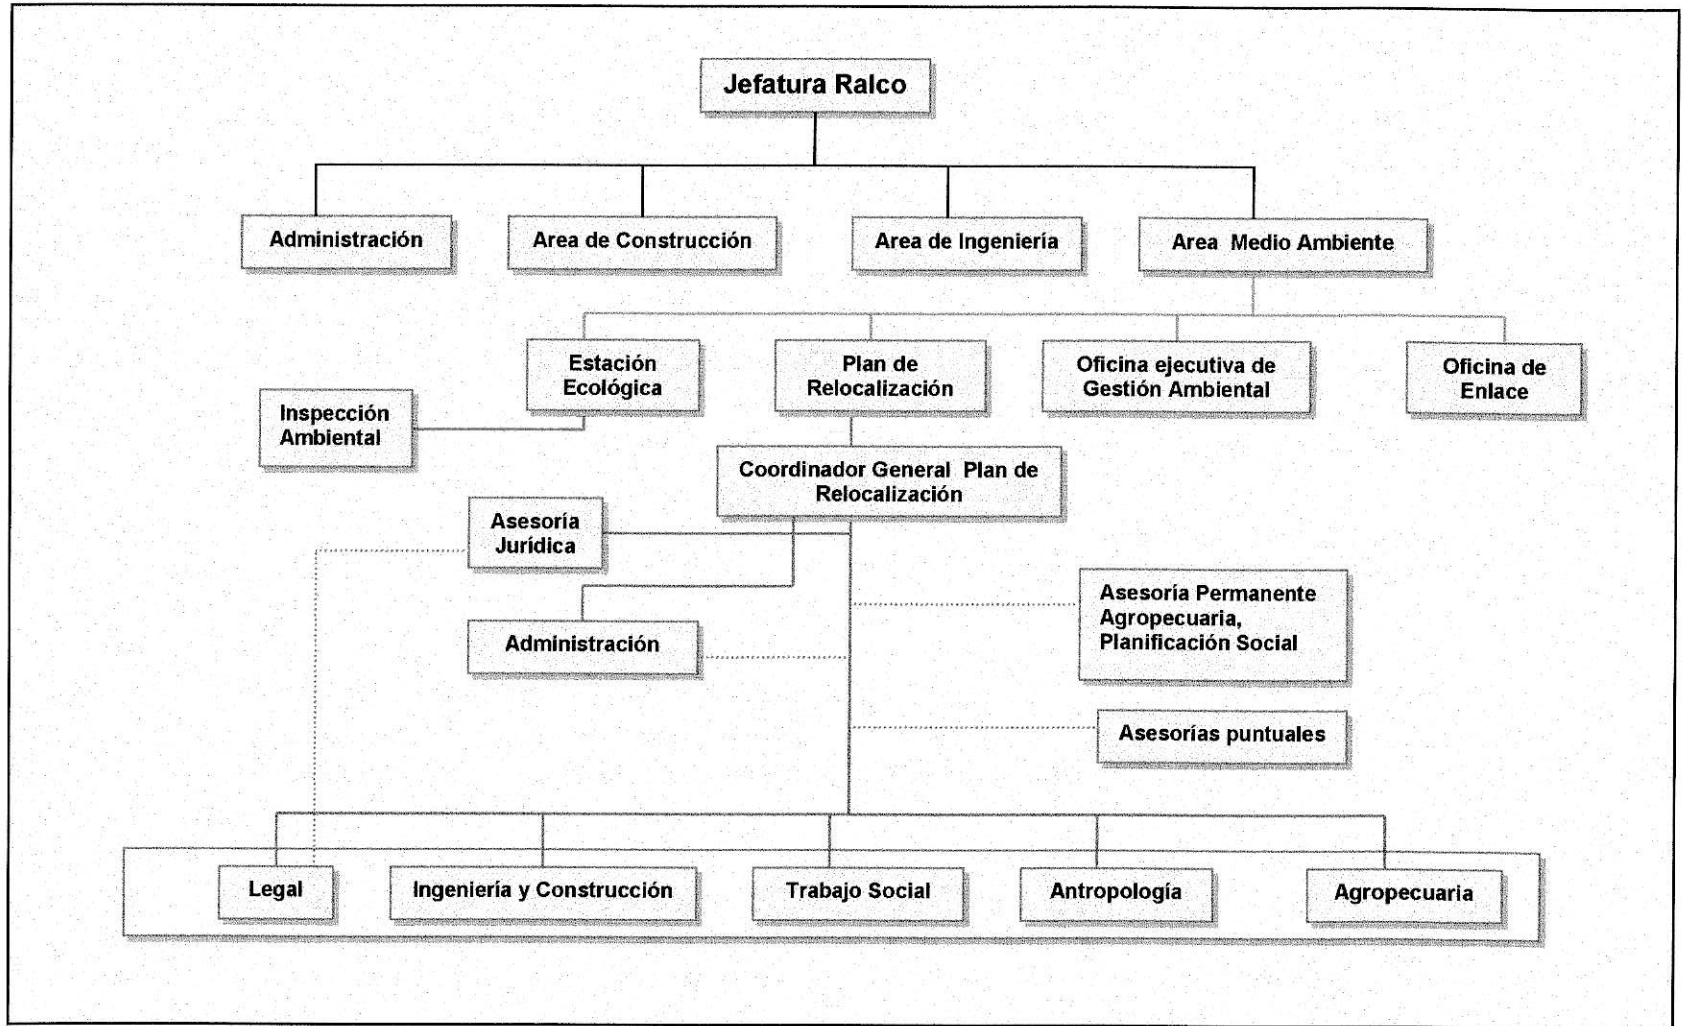 Jefatura Ralco
Administración
Area de Construcción
Area de Ingeniería
Area Medio Ambiente
Estación
Ecológica
Plan de
Relocalización
Oficina ejecutiva de
Gestión Ambiental
Oficina de
Enlace
Inspección
Ambiental
Coordinador General Plan de
Relocalización
Asesoría
Jurídica
Administración
Asesoría Permanente
Agropecuaria,
Planificación Social
Asesorías puntuales
Legal
Ingeniería y Construcción
Trabajo Social
Antropología
Agropecuaria